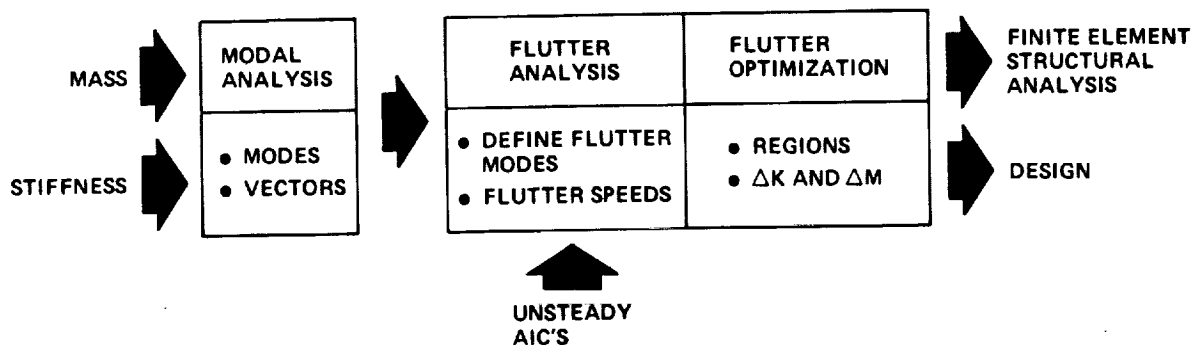 MASS
STIFFNESS
MODAL
ANALYSIS
● MODES
● VECTORS
FLUTTER
ANALYSIS
● DEFINE FLUTTER
MODES
● FLUTTER SPEEDS
FLUTTER
OPTIMIZATION
● REGIONS
● ΔK AND ΔM
UNSTEADY
AIC'S
FINITE ELEMENT
STRUCTURAL
ANALYSIS
DESIGN